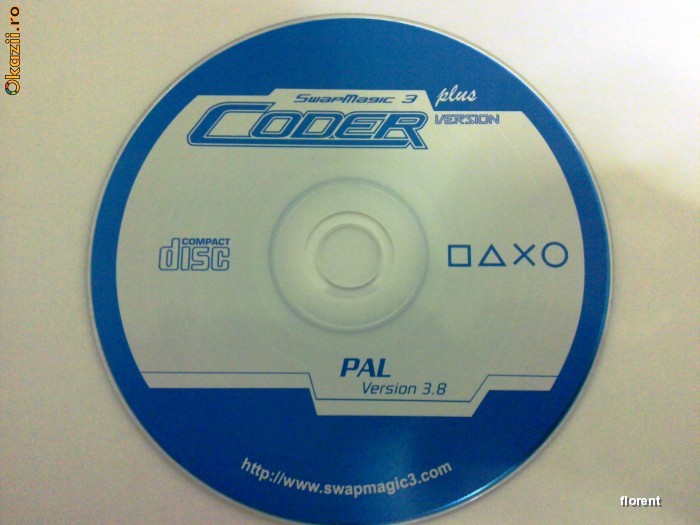 Okazii.ro
SwapMagic 3 plus
CODER VERSION
COMPACT
disc
PAL
Version 3.8
http://www.swapmagic3.com
florent